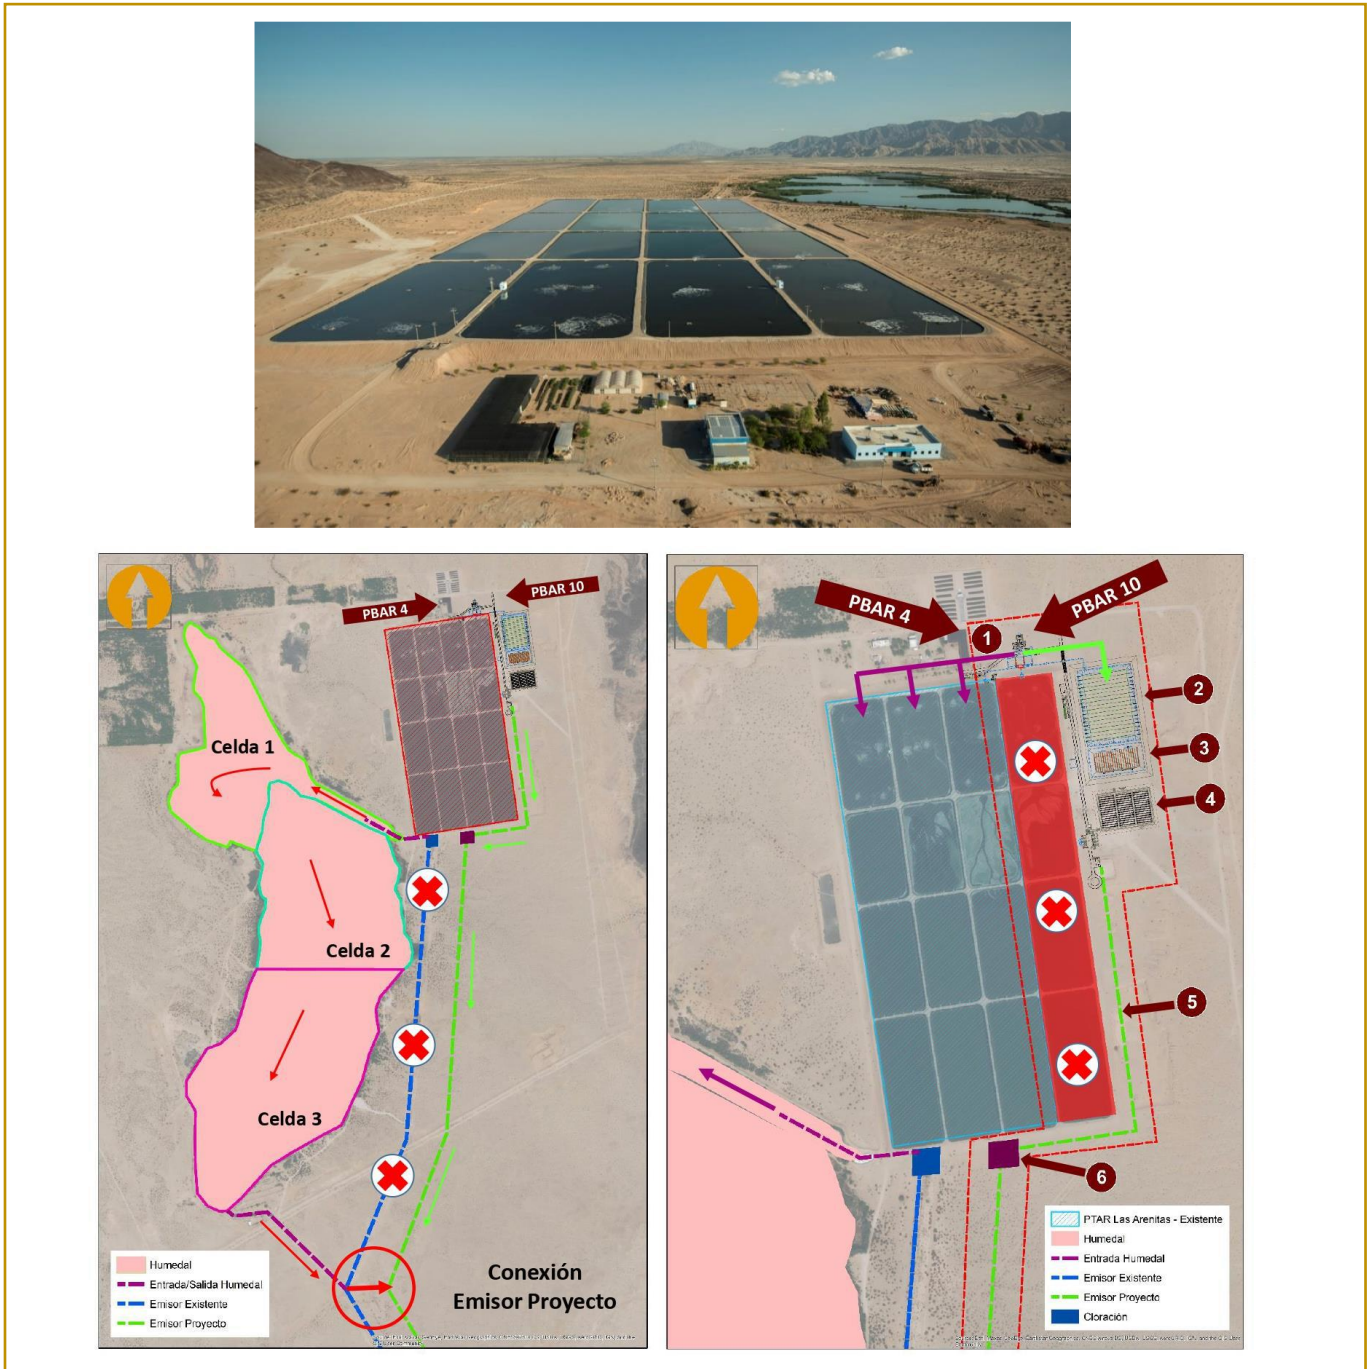 PBAR 4
PBAR 10
Celda 1
Celda 2
Celda 3
Conexión
Emisor Proyecto
Humedal
Entrada/Salida Humedal
Emisor Existente
Emisor Proyecto
PBAR 4
PBAR 10
1
2
3
4
5
6
PTAR Las Arenitas - Existente
Humedal
Entrada Humedal
Emisor Existente
Emisor Proyecto
Cloración